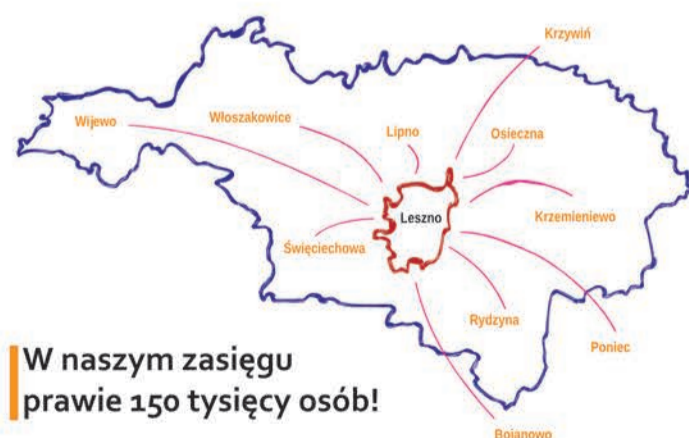 Krzywiń
Wijewo
Włoszakowice
Lipno
Osieczna
Leszno
Krzemieniewo
Święciechowa
Rydzyna
Poniec
W naszym zasięgu
prawie 150 tysięcy osób!
Bojanowo